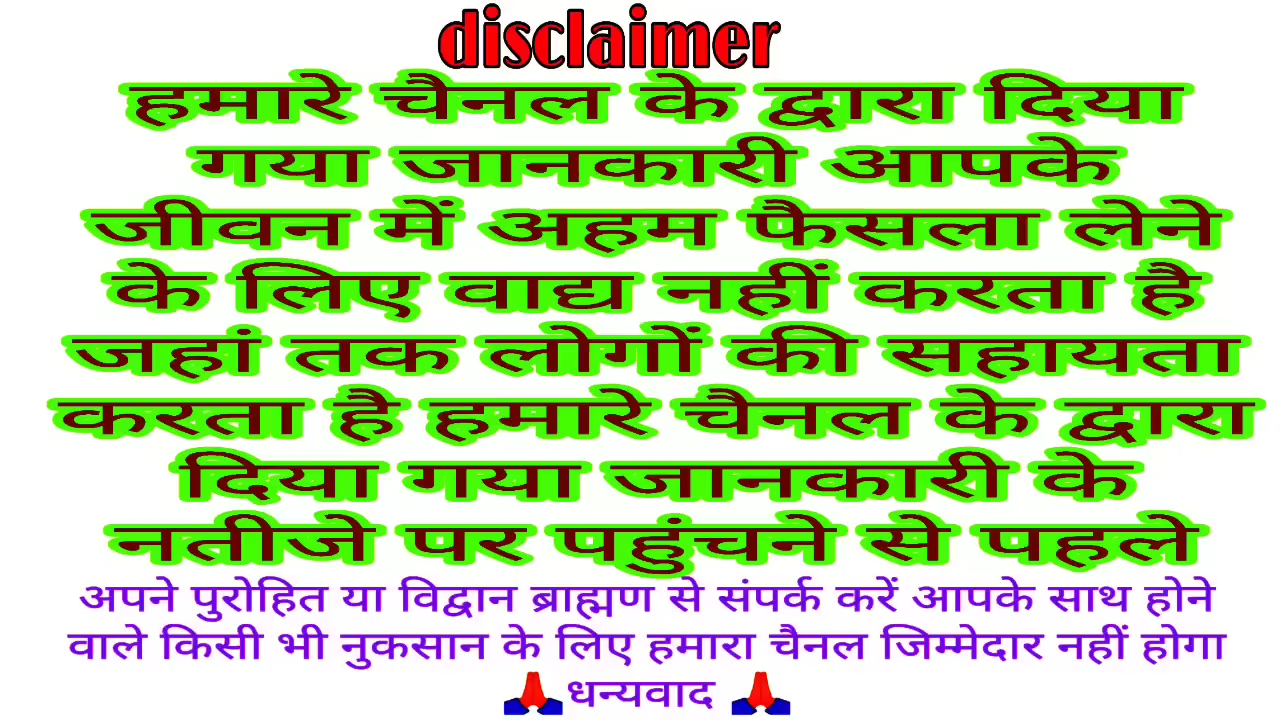 disclaimer
हमारे चैनल के द्वारा दिया
गया जानकारी आपके
जीवन में अहम फैसला लेने
के लिए वाद्य नहीं करता है
जहां तक लोगों की सहायता
करता है हमारे चैनल के द्वारा
दिया गया जानकारी के
नतीजे पर पहुंचने से पहले
अपने पुरोहित या विद्वान ब्राह्मण से संपर्क करें आपके साथ होने
वाले किसी भी नुकसान के लिए हमारा चैनल जिम्मेदार नहीं होगा
🙏धन्यवाद 🙏